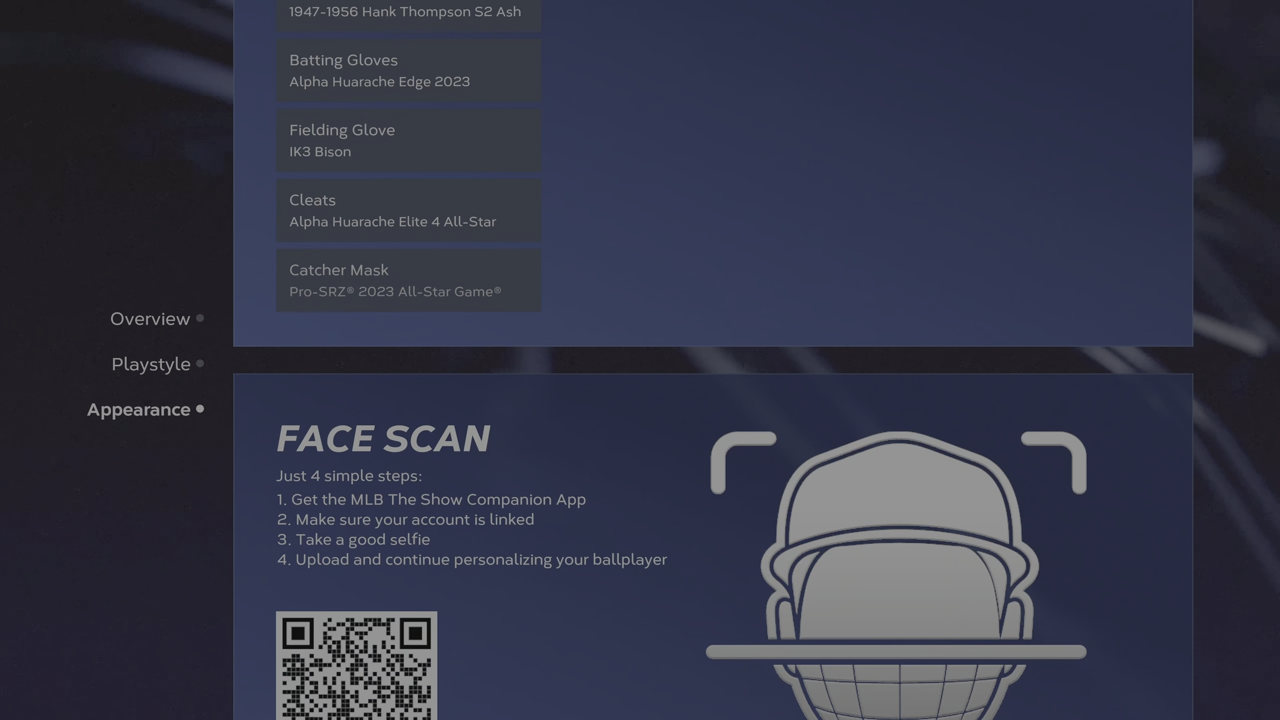 1947-1956 Hank Thompson S2 Ash
Batting Gloves
Alpha Huarache Edge 2023
Fielding Glove
IK3 Bison
Cleats
Alpha Huarache Elite 4 All-Star
Catcher Mask
Pro-SRZ® 2023 All-Star Game®
Overview
Playstyle
Appearance
FACE SCAN
Just 4 simple steps:
1. Get the MLB The Show Companion App
2. Make sure your account is linked
3. Take a good selfie
4. Upload and continue personalizing your ballplayer